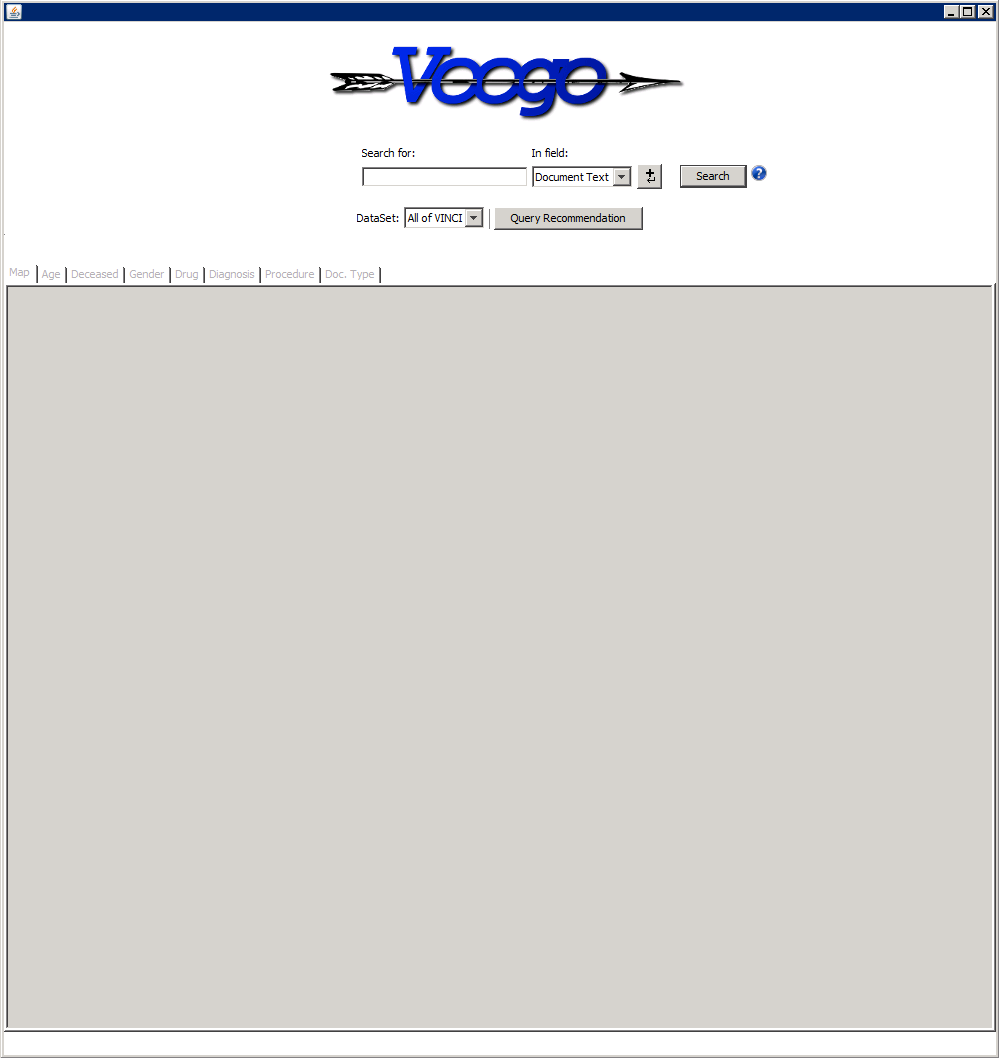 Voogo
Search for: In field:
Document Text Search ?
DataSet: All of VINCI Query Recommendation
Map Age Deceased Gender Drug Diagnosis Procedure Doc. Type